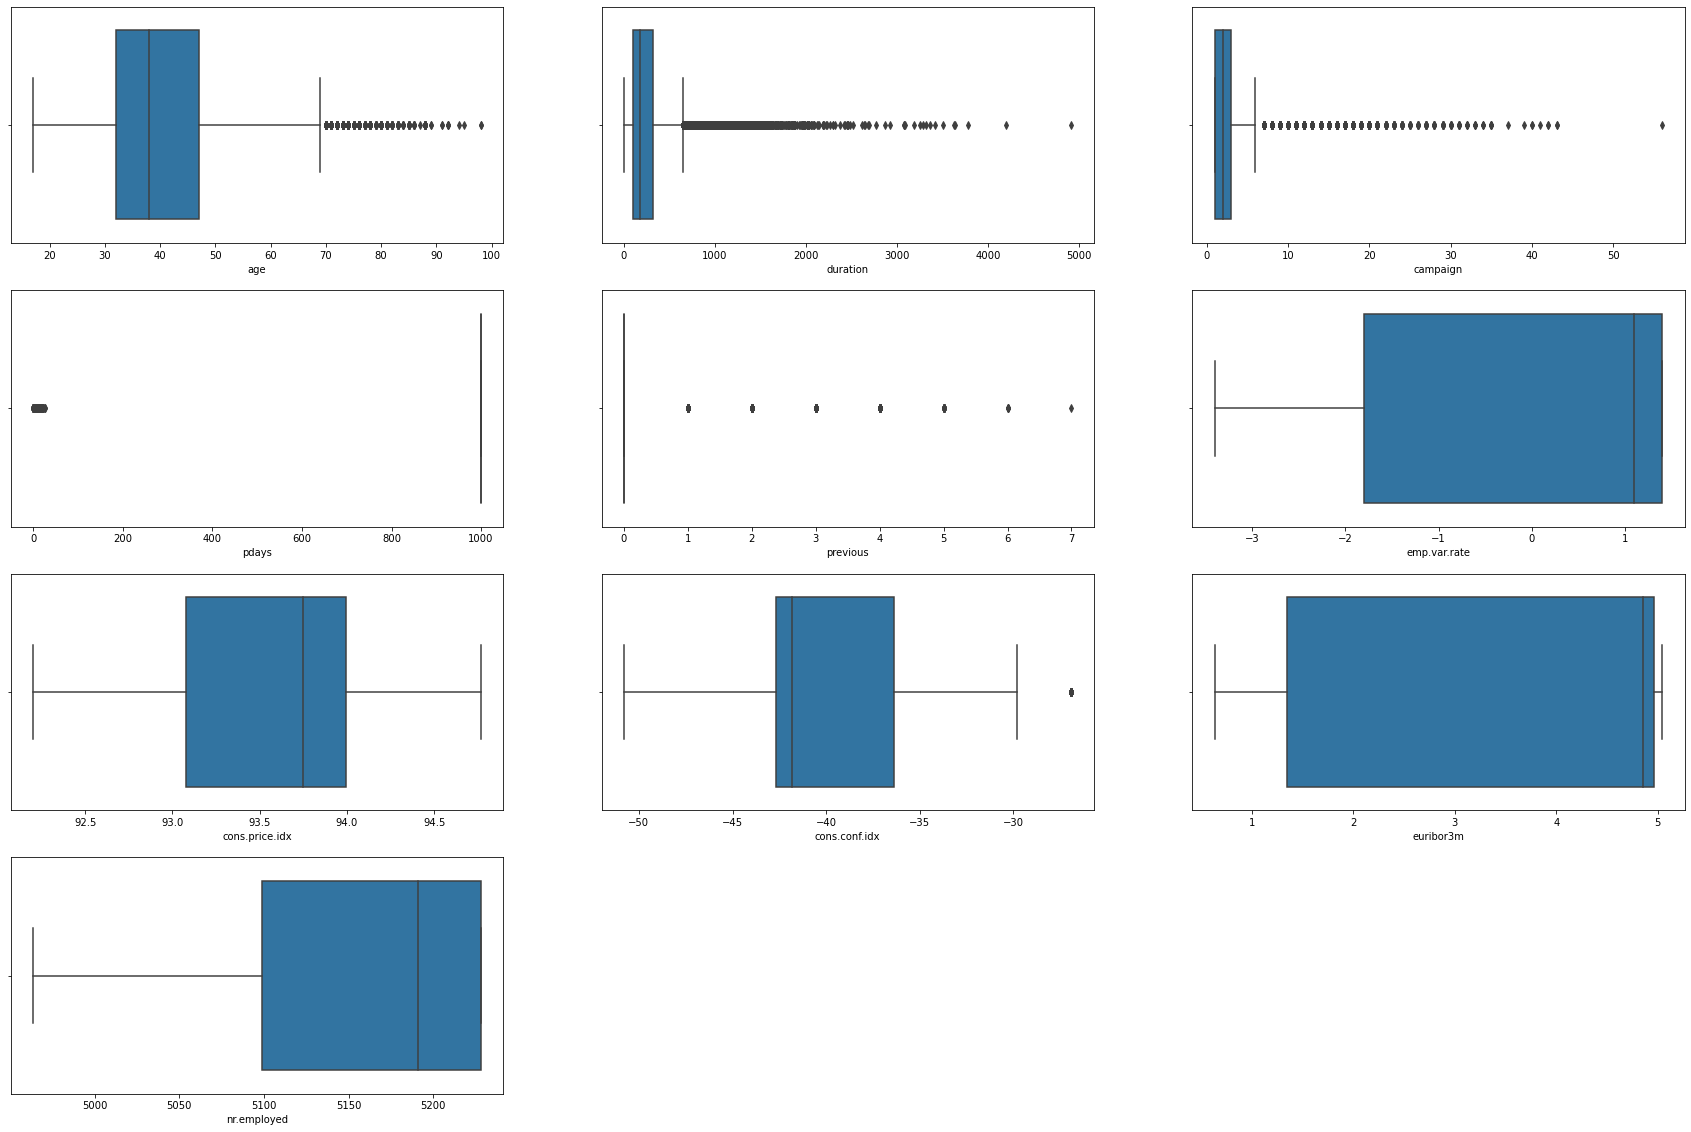 20 30 40 50 60 70 80 90 100
age
0 1000 2000 3000 4000 5000
duration
0 10 20 30 40 50
campaign
0 200 400 600 800 1000
pdays
0 1 2 3 4 5 6 7
previous
−3 −2 −1 0 1
emp.var.rate
92.5 93.0 93.5 94.0 94.5
cons.price.idx
−50 −45 −40 −35 −30
cons.conf.idx
1 2 3 4 5
euribor3m
5000 5050 5100 5150 5200
nr.employed